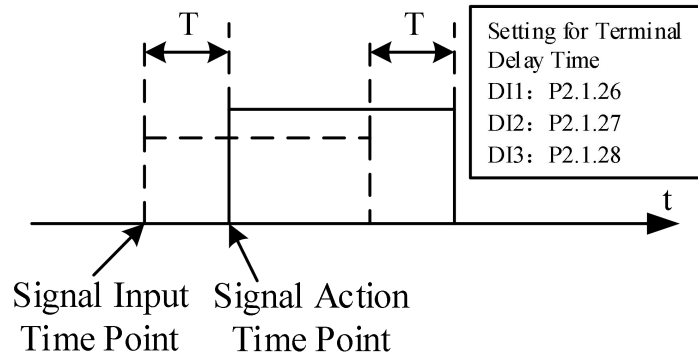 T
T
Setting for Terminal
Delay Time
DI1：P2.1.26
DI2：P2.1.27
DI3：P2.1.28
t
Signal Input
Time Point
Signal Action
Time Point